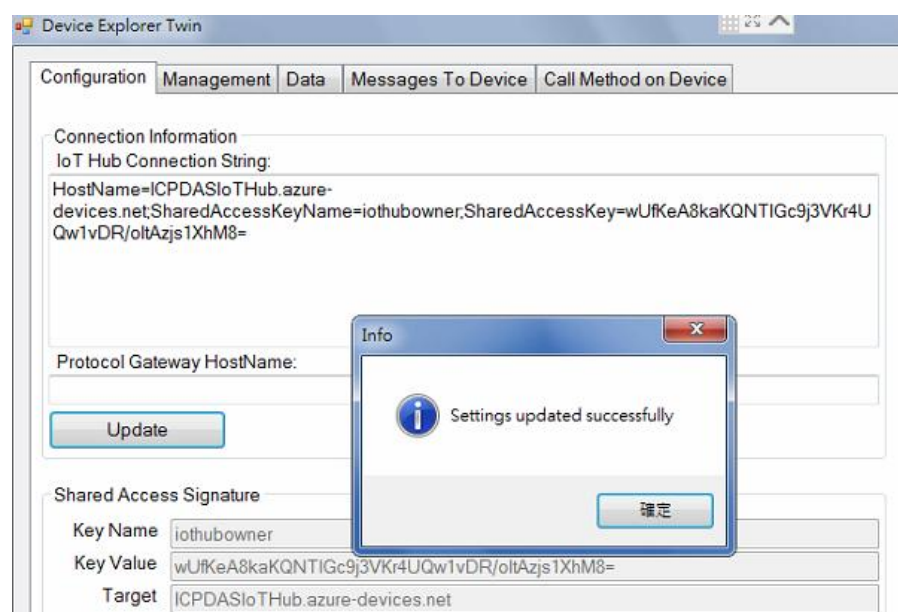 Device Explorer Twin
Configuration Management Data Messages To Device Call Method on Device
Connection Information
IoT Hub Connection String:
HostName=ICPDASIoTHub.azure-
devices.net;SharedAccessKeyName=iothubowner;SharedAccessKey=wUfKeA8kaKQNTIGc9j3VKr4U
Qw1vDR/oltAzjs1XhM8=
Protocol Gateway HostName:
Update
Info
Settings updated successfully
確定
Shared Access Signature
Key Name iothubowner
Key Value wUfKeA8kaKQNTIGc9j3VKr4UQw1vDR/oltAzjs1XhM8=
Target ICPDASIoTHub.azure-devices.net